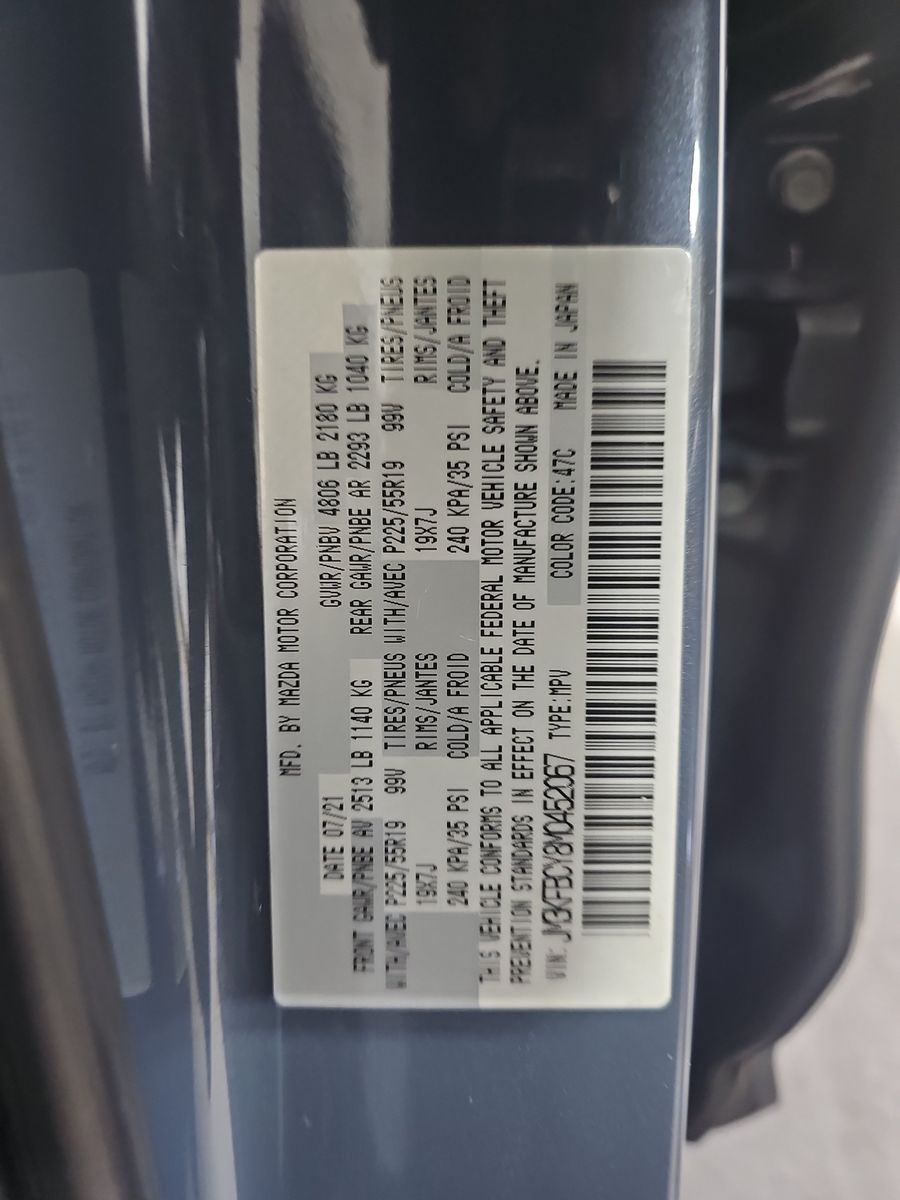 MFD. BY MAZDA MOTOR CORPORATION
DATE 07/21 GVWR/PNBV 4806 LB 2180 KG
FRONT GAWR/PNBE AV 2513 LB 1140 KG REAR GAWR/PNBE AR 2293 LB 1040 KG
WITH/AVEC P225/55R19 99V TIRES/PNEUS WITH/AVEC P225/55R19 99V TIRES/PNEUS
19X7J RIMS/JANTES 19X7J RIMS/JANTES
240 KPA/35 PSI COLD/A FROID 240 KPA/35 PSI COLD/A FROID
THIS VEHICLE CONFORMS TO ALL APPLICABLE FEDERAL MOTOR VEHICLE SAFETY AND THEFT
PREVENTION STANDARDS IN EFFECT ON THE DATE OF MANUFACTURE SHOWN ABOVE.
VIN: JM3KFBCY8M0452067 TYPE:MPV COLOR CODE:47C MADE IN JAPAN